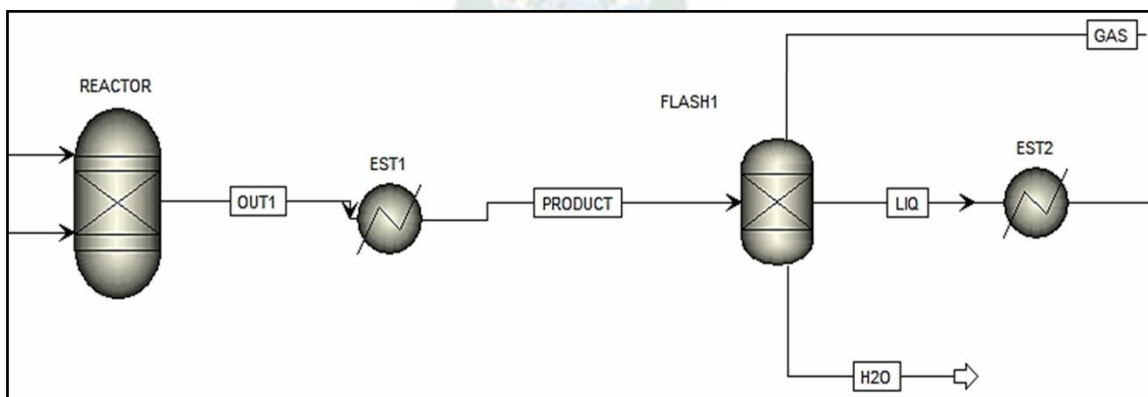 GAS
REACTOR
FLASH1
EST1
EST2
OUT1
PRODUCT
LIQ
H2O